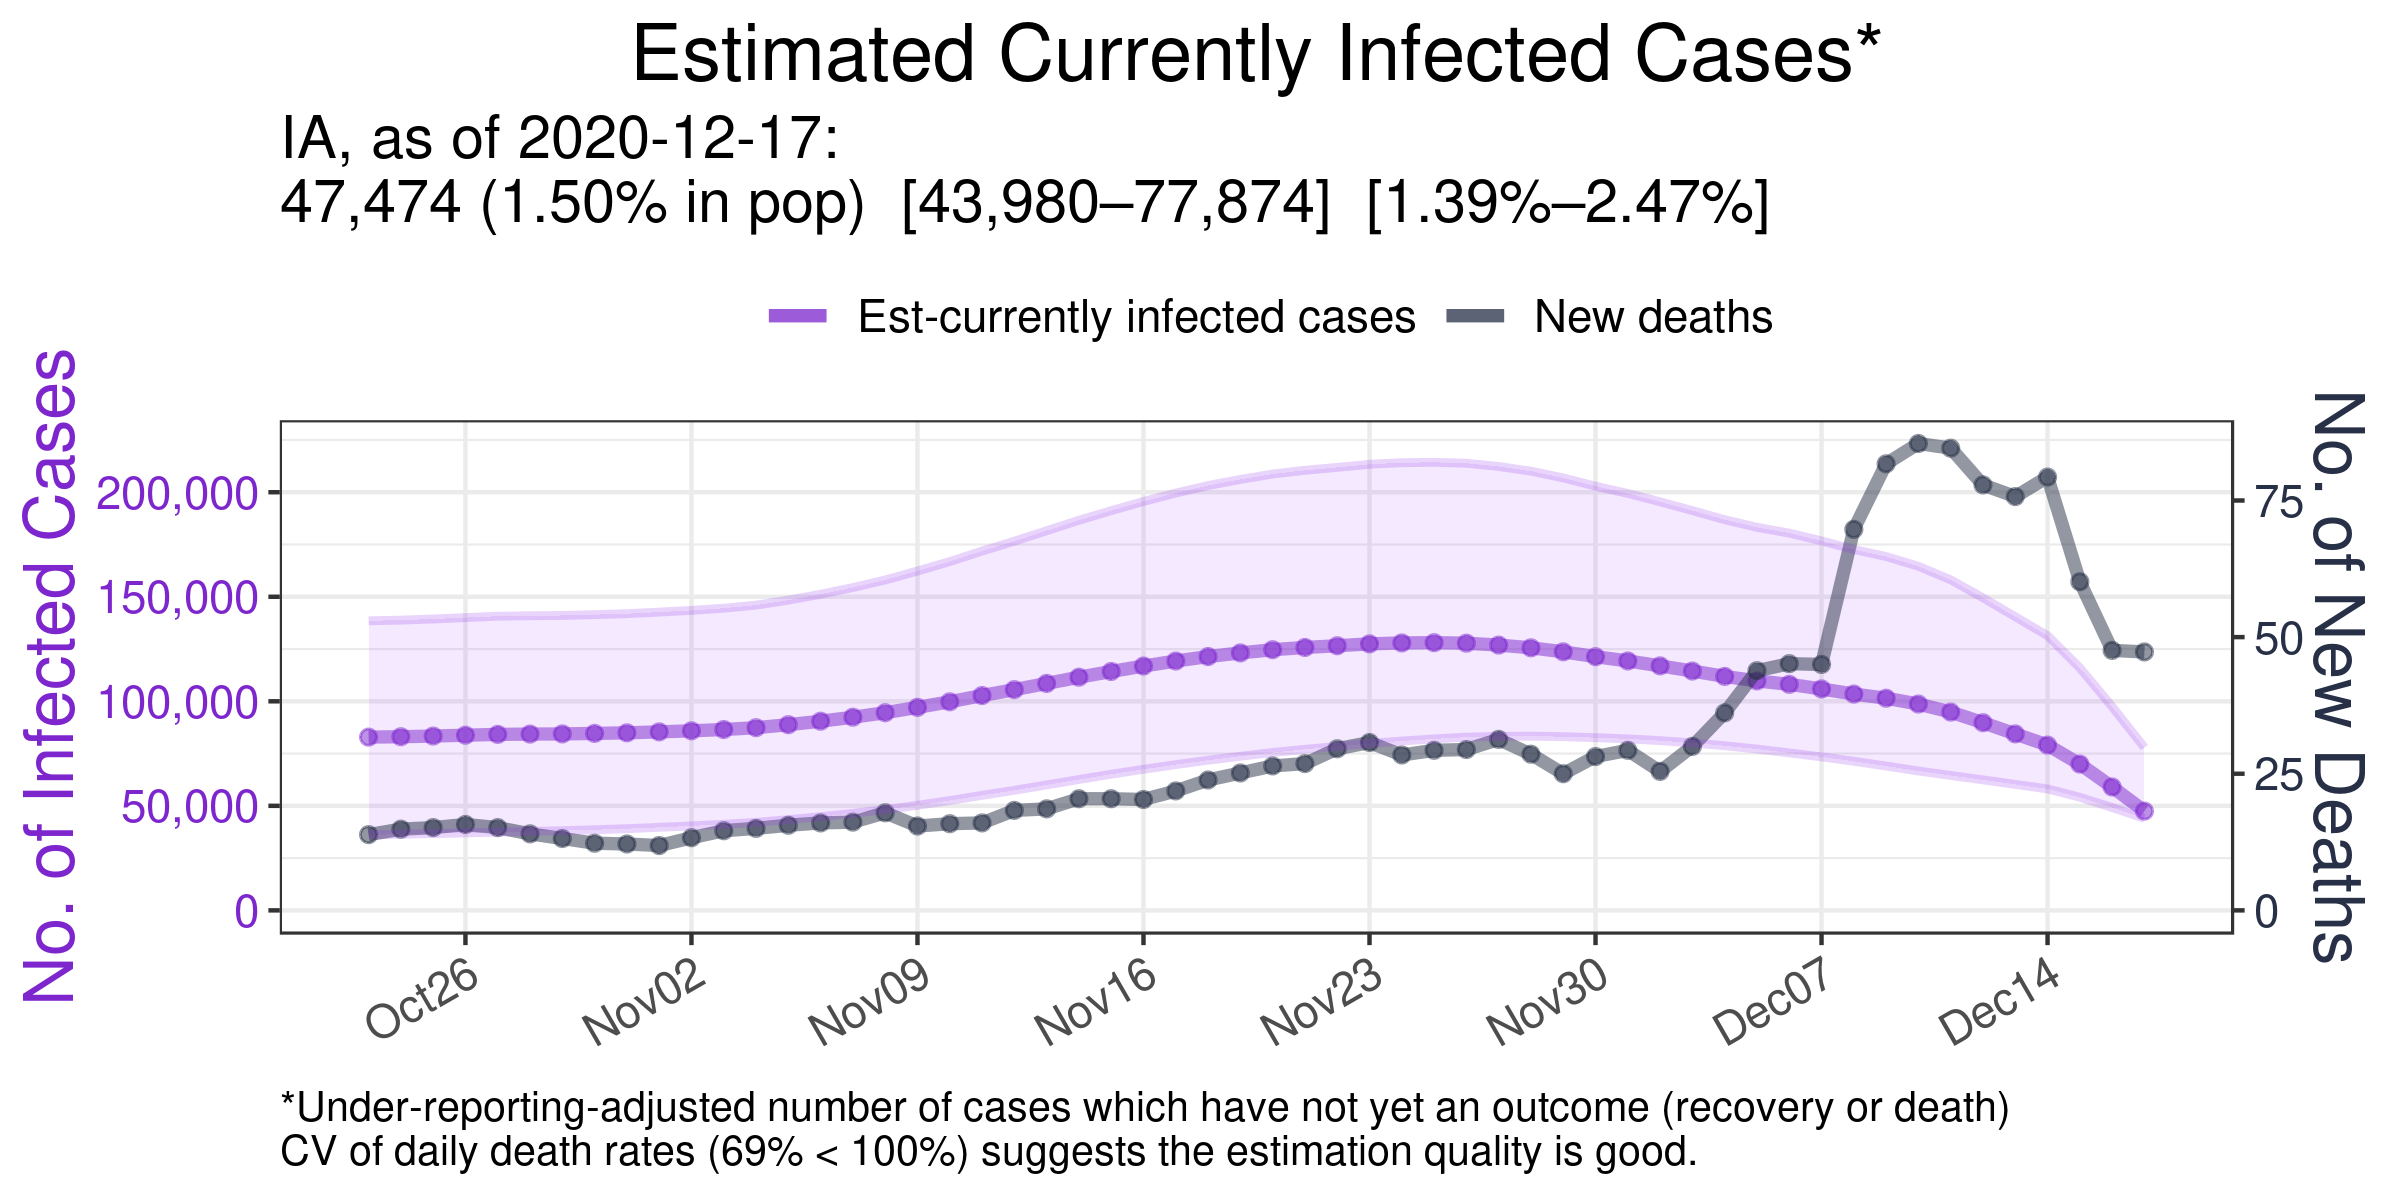 Estimated Currently Infected Cases*
IA, as of 2020-12-17:
47,474 (1.50% in pop) [43,980–77,874] [1.39%–2.47%]
Est-currently infected cases
New deaths
No. of Infected Cases
200,000
150,000
100,000
50,000
0
75
50
25
0
No. of New Deaths
Oct26
Nov02
Nov09
Nov16
Nov23
Nov30
Dec07
Dec14
*Under-reporting-adjusted number of cases which have not yet an outcome (recovery or death)
CV of daily death rates (69% < 100%) suggests the estimation quality is good.